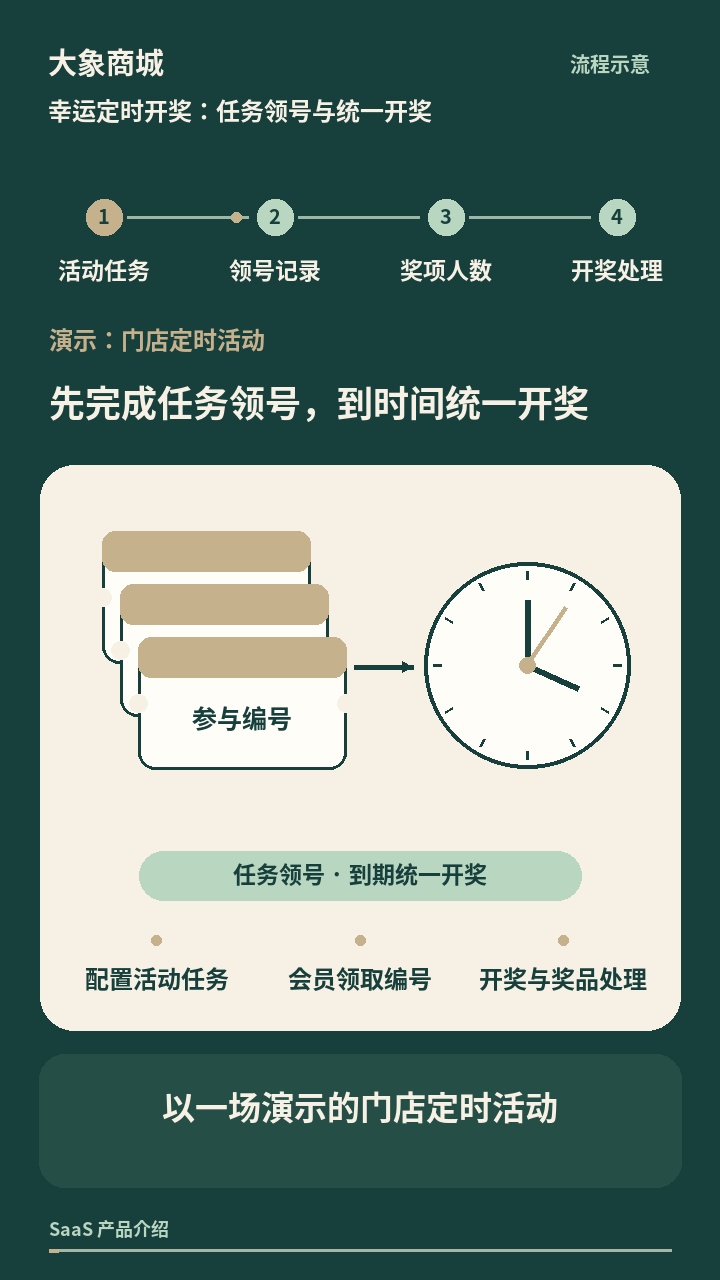 大象商城
流程示意
幸运定时开奖：任务领号与统一开奖
1 2 3 4
活动任务 领号记录 奖项人数 开奖处理
演示：门店定时活动
先完成任务领号，到时间统一开奖
参与编号
任务领号·到期统一开奖
配置活动任务 会员领取编号 开奖与奖品处理
以一场演示的门店定时活动
SaaS 产品介绍